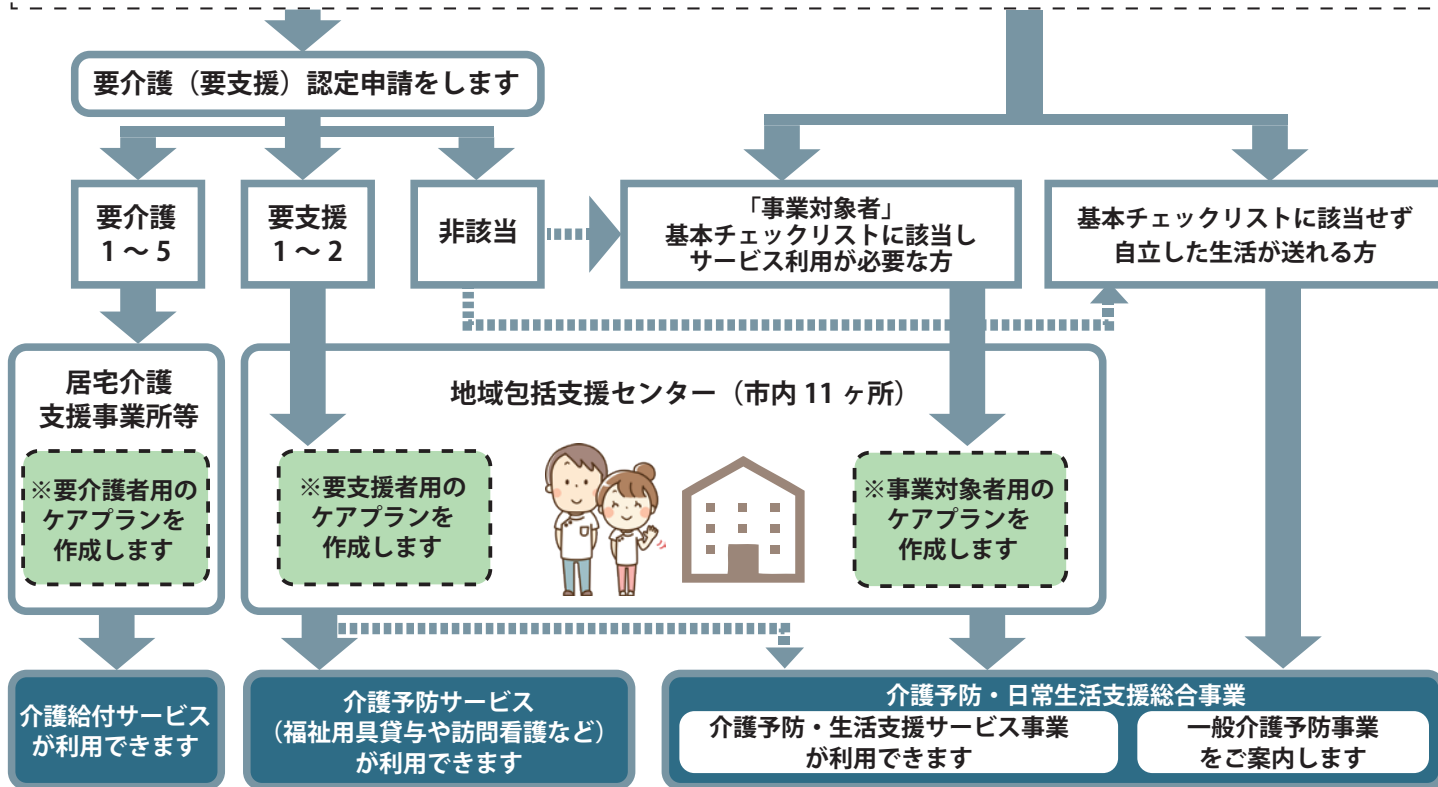 要介護（要支援）認定申請をします
要介護
1～5
要支援
1～2
非該当
「事業対象者」
基本チェックリストに該当し
サービス利用が必要な方
基本チェックリストに該当せず
自立した生活が送れる方
居宅介護
支援事業所等
※要介護者用の
ケアプランを
作成します
地域包括支援センター（市内 11 ヶ所）
※要支援者用の
ケアプランを
作成します
※事業対象者用の
ケアプランを
作成します
介護給付サービス
が利用できます
介護予防サービス
（福祉用具貸与や訪問看護など）
が利用できます
介護予防・日常生活支援総合事業
介護予防・生活支援サービス事業
が利用できます
一般介護予防事業
をご案内します